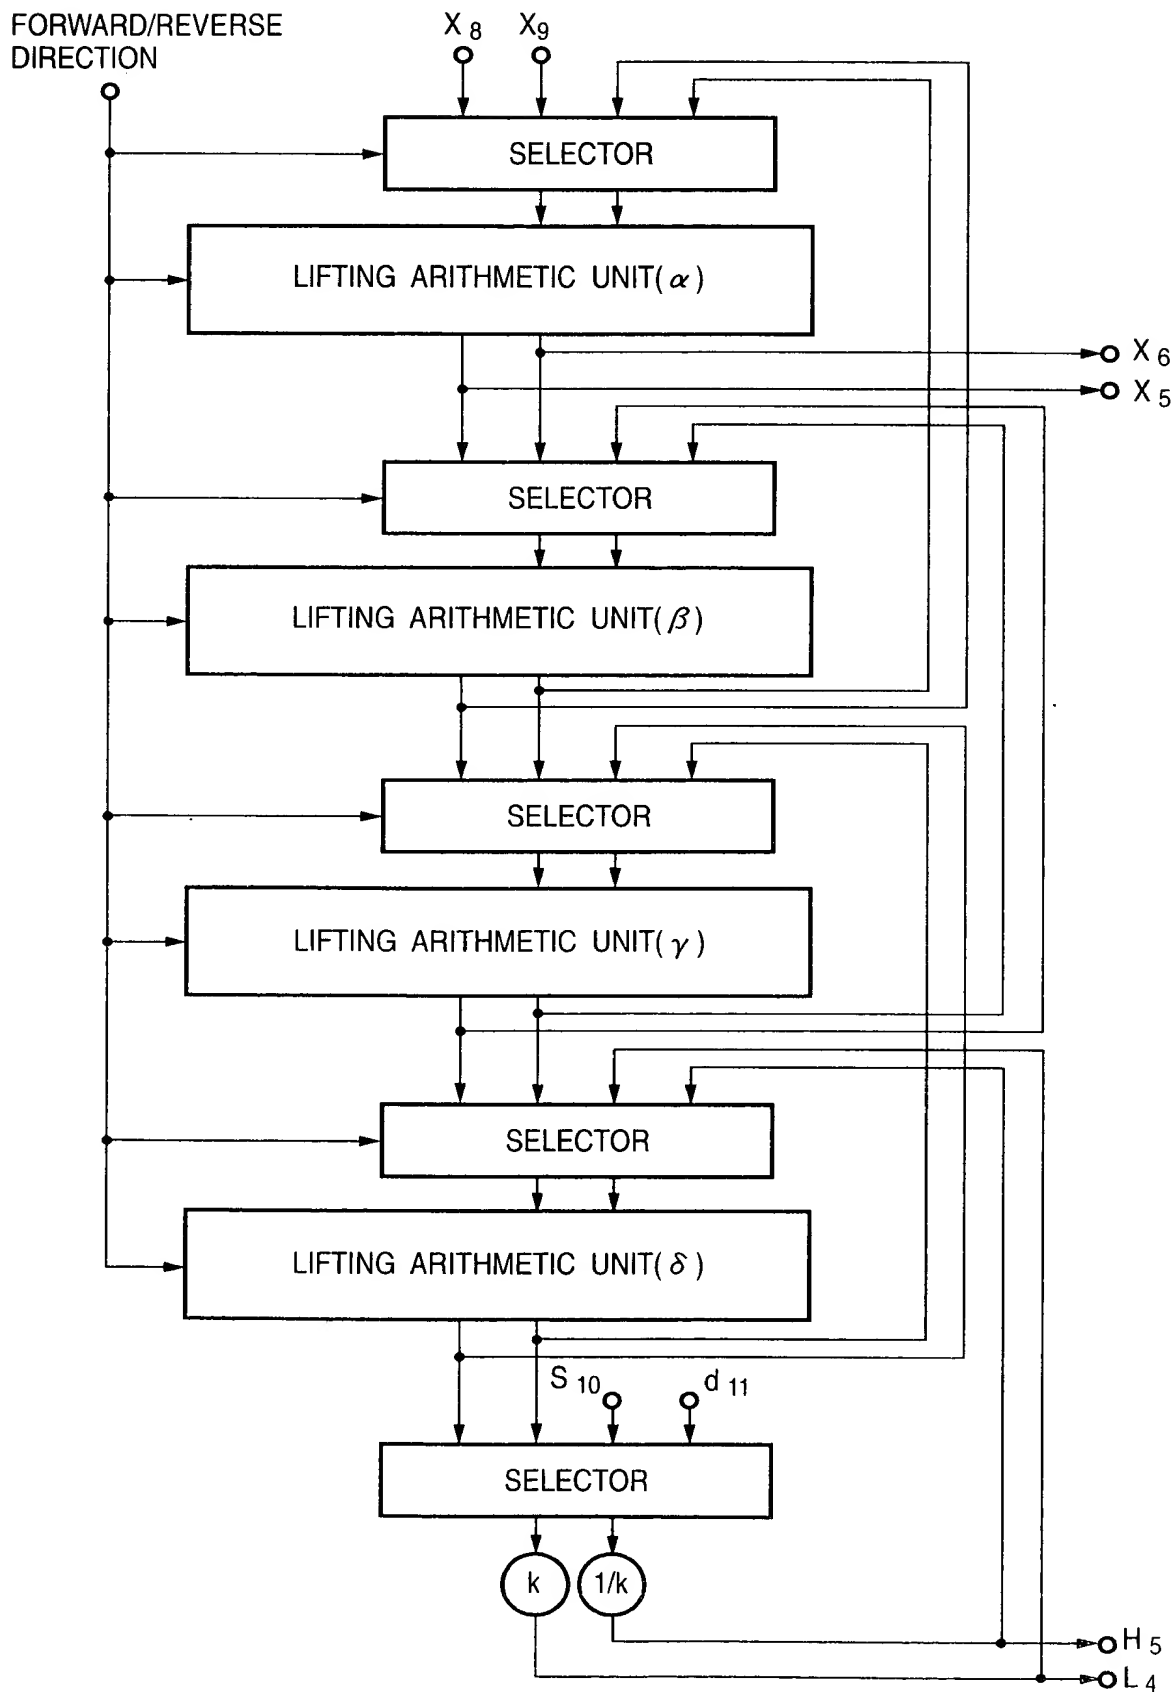 FORWARD/REVERSE
DIRECTION
X8 X9
SELECTOR
LIFTING ARITHMETIC UNIT(α)
X6
X5
SELECTOR
LIFTING ARITHMETIC UNIT(β)
SELECTOR
LIFTING ARITHMETIC UNIT(γ)
SELECTOR
LIFTING ARITHMETIC UNIT(δ)
S10 d11
SELECTOR
k 1/k
H5
L4